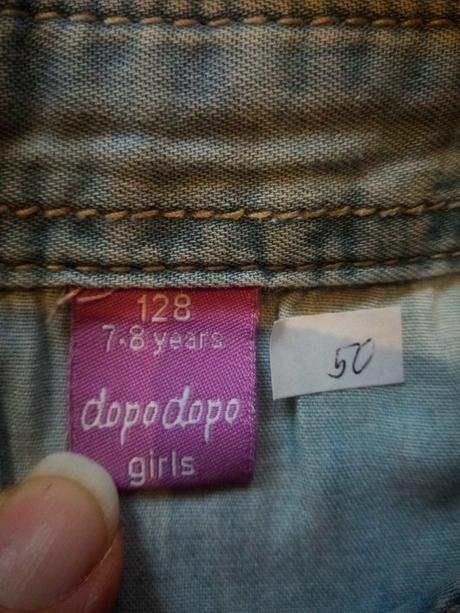 128
7-8 years
dopodopo
girls
50